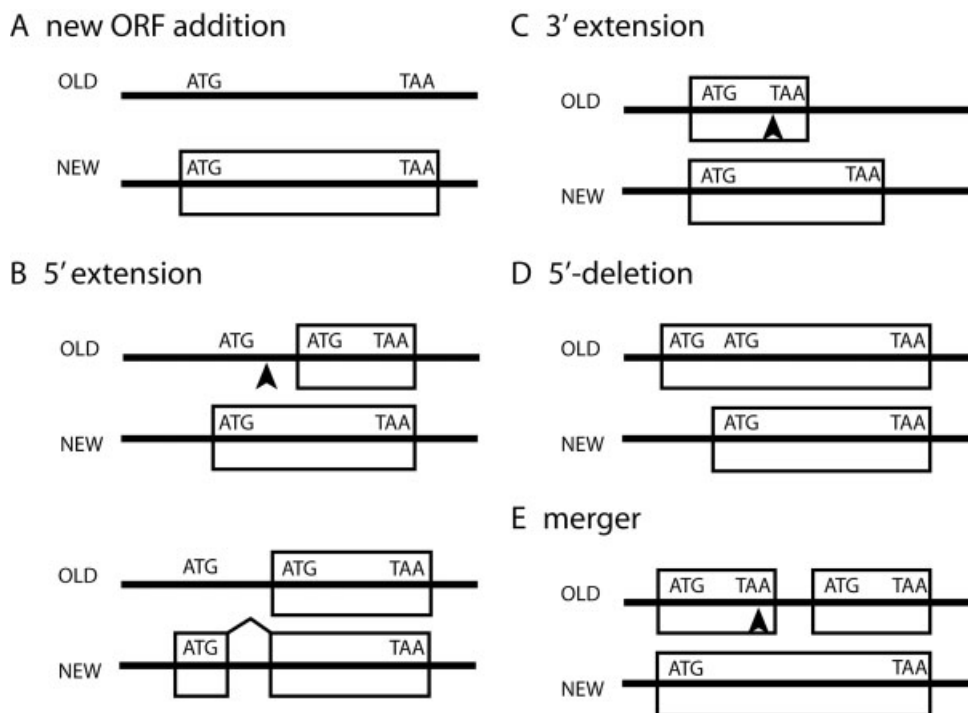 A new ORF addition
OLD ATG TAA
NEW ATG TAA
B 5' extension
OLD ATG ATG TAA
NEW ATG TAA
OLD ATG ATG TAA
NEW ATG TAA
C 3' extension
OLD ATG TAA
NEW ATG TAA
D 5'-deletion
OLD ATG ATG TAA
NEW ATG TAA
E merger
OLD ATG TAA ATG TAA
NEW ATG TAA